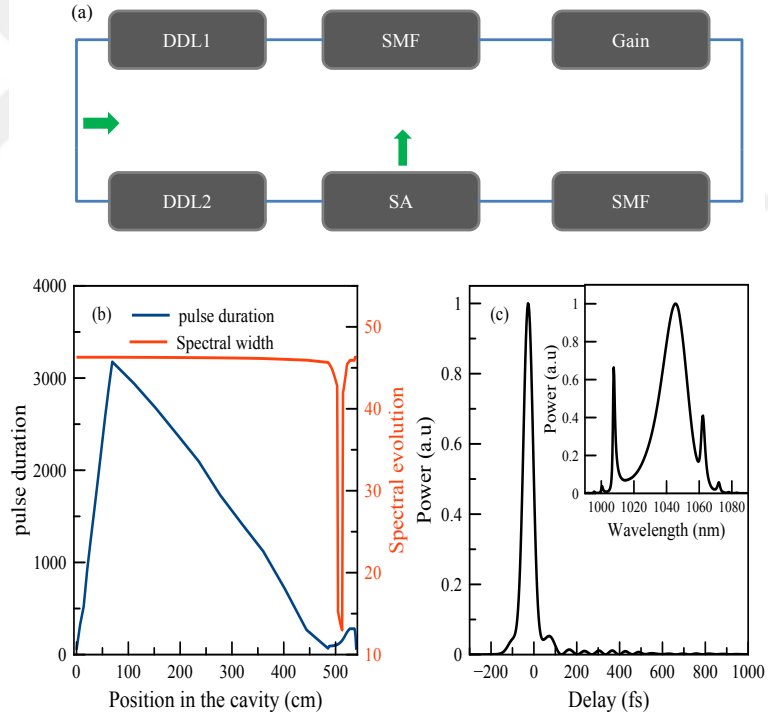 (a)
DDL1 SMF Gain
DDL2 SA SMF
(b)
pulse duration
Spectral width
pulse duration
4000
3000
2000
1000
0
0 100 200 300 400 500
Position in the cavity (cm)
50
40
30
20
10
Spectral evolution
(c)
Power (a.u)
1
0.8
0.6
0.4
0.2
0
−200 0 200 400 600 800 1000
Delay (fs)
Power (a.u)
1
0.8
0.6
0.4
0.2
0
1000 1020 1040 1060 1080
Wavelength (nm)